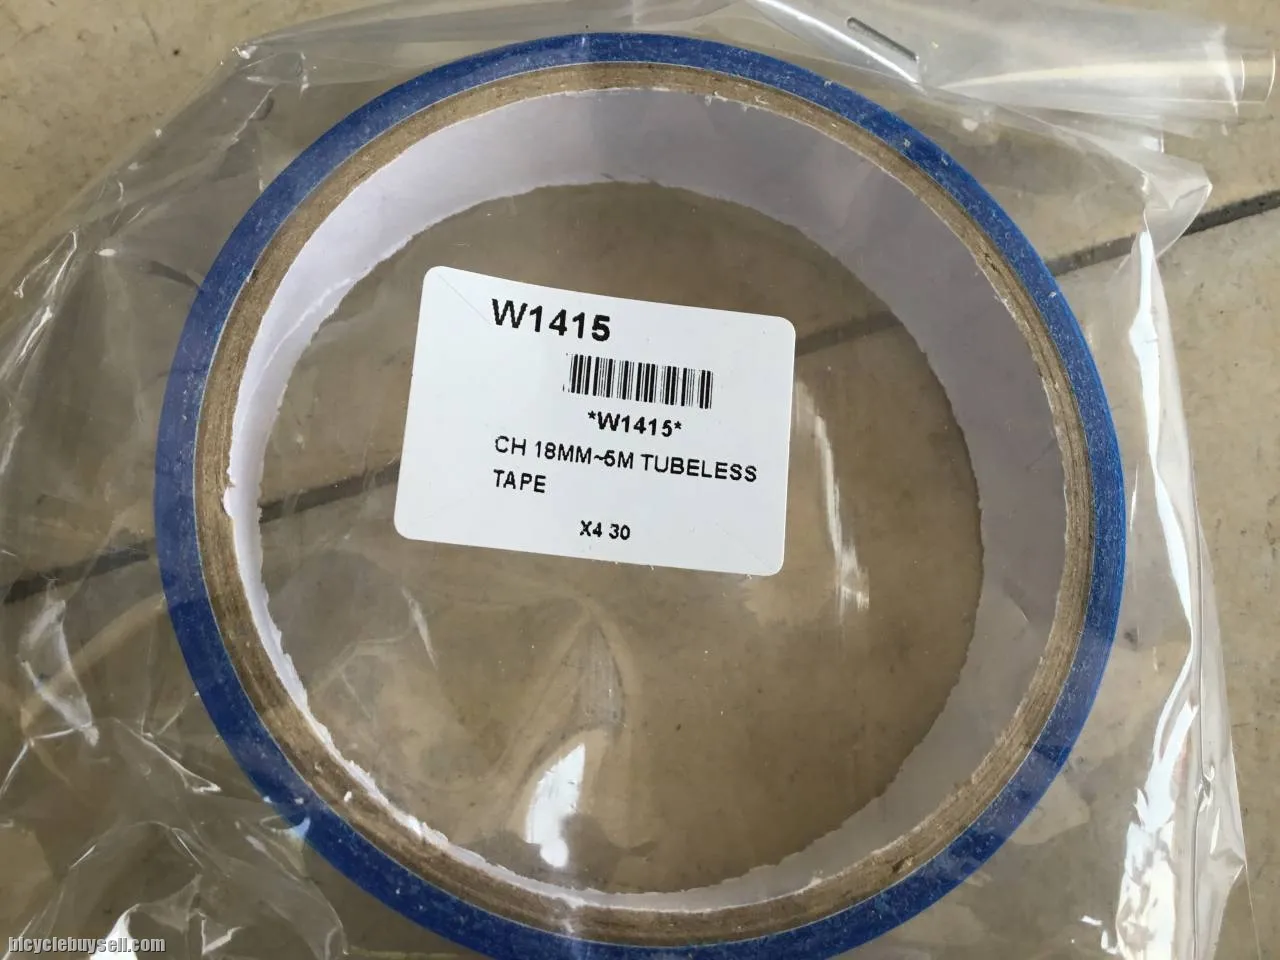 W1415
*W1415*
CH 18MM~5M TUBELESS
TAPE
X4 30
bicyclebuysell.com